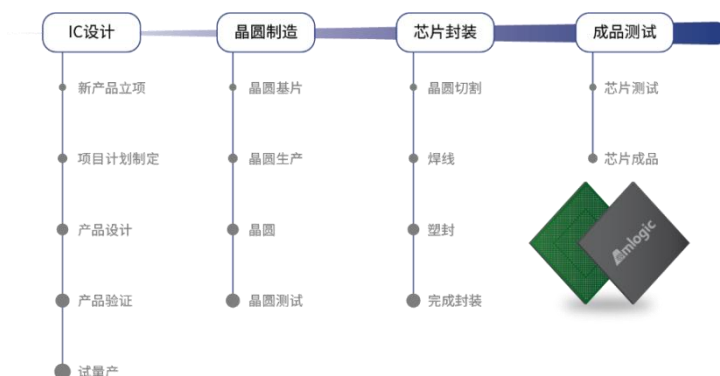 IC设计
新产品立项
项目计划制定
产品设计
产品验证
试量产
晶圆制造
晶圆基片
晶圆生产
晶圆
晶圆测试
芯片封装
晶圆切割
焊线
塑封
完成封装
成品测试
芯片测试
芯片成品
Amlogic